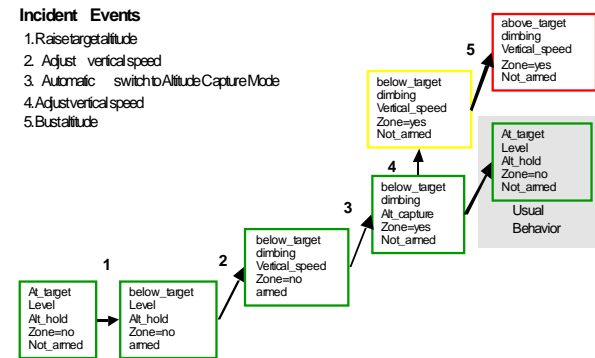 Incident Events
1. Raise target altitude
2. Adjust vertical speed
3. Automatic switch to Altitude Capture Mode
4. Adjust vertical speed
5. Bust altitude
5
above_target
climbing
Vertical_speed
Zone=yes
Not_armed
below_target
climbing
Vertical_speed
Zone=yes
Not_armed
At_target
Level
Alt_hold
Zone=no
Not_armed
Usual
Behavior
4
below_target
climbing
Alt_capture
Zone=yes
Not_armed
3
below_target
climbing
Vertical_speed
Zone=no
armed
2
1
At_target
Level
Alt_hold
Zone=no
Not_armed
below_target
Level
Alt_hold
Zone=no
armed